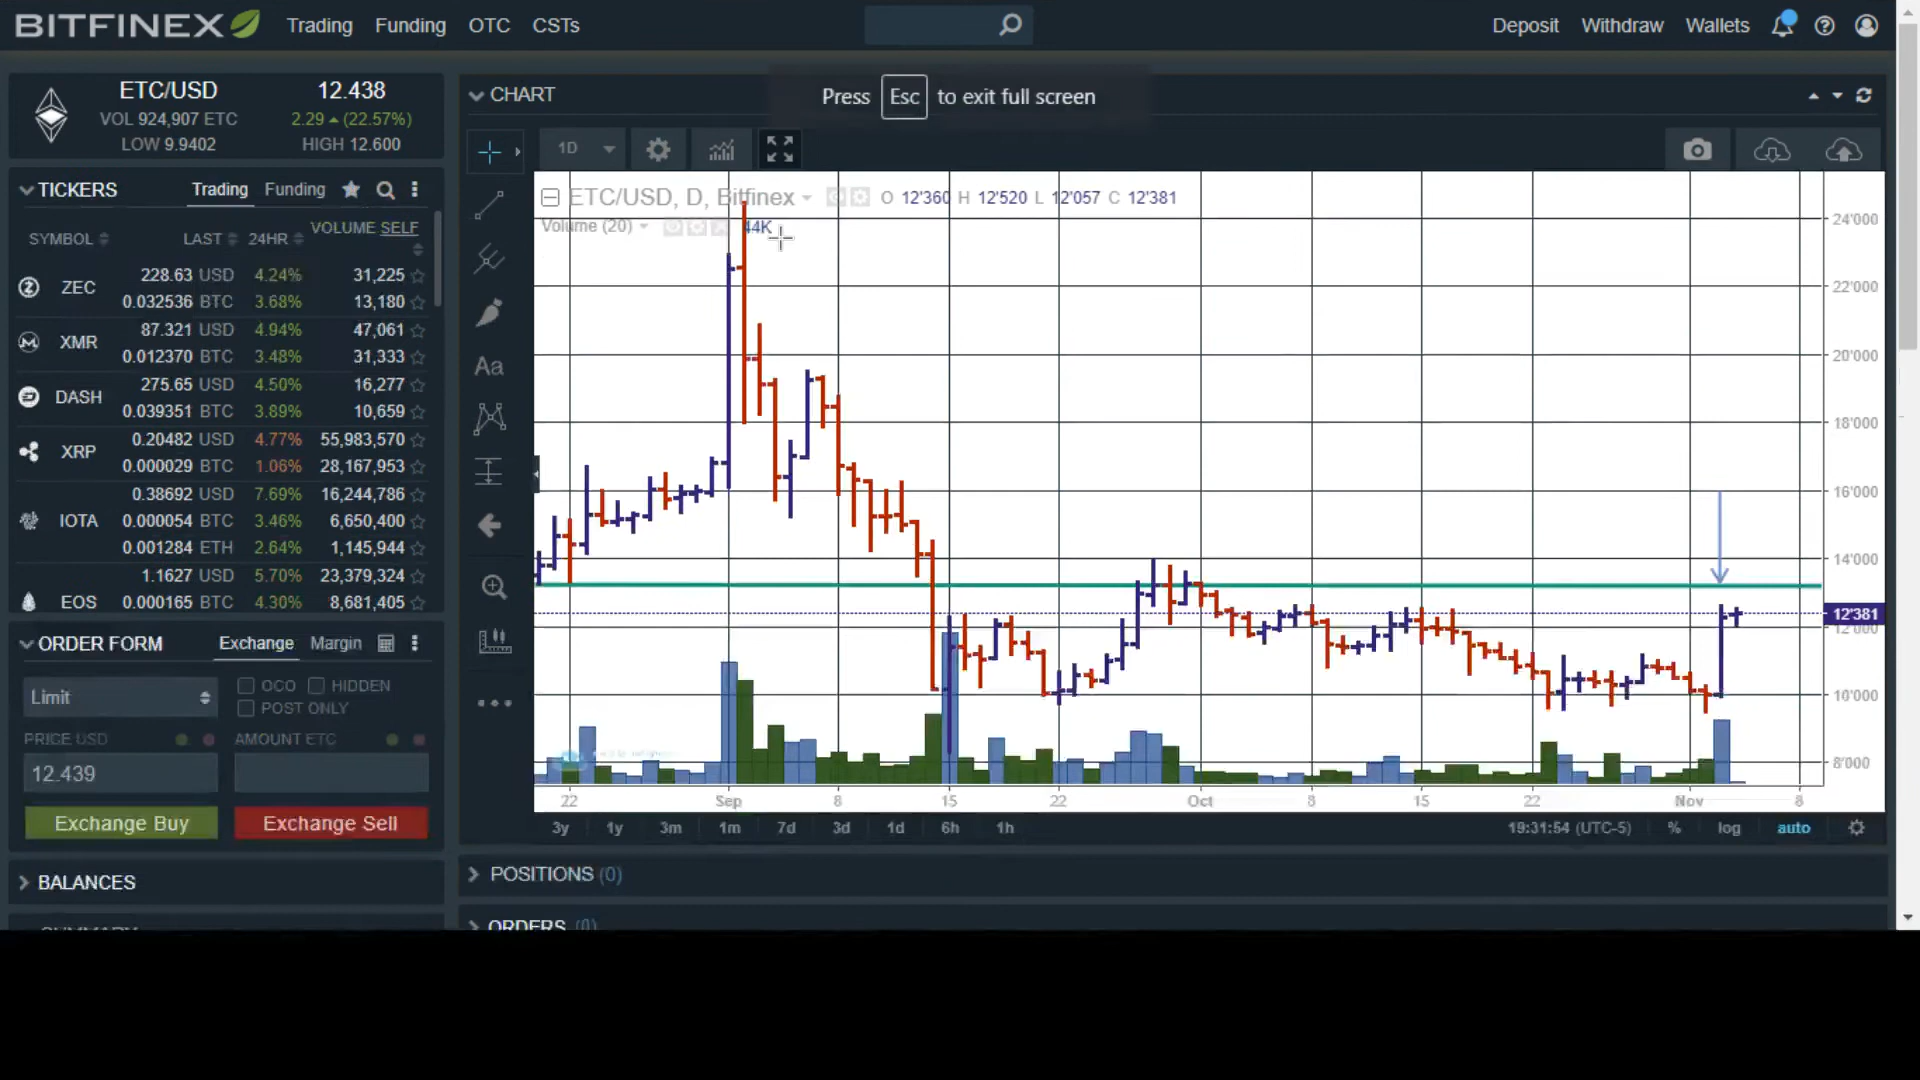 BITFINEX Trading Funding OTC CSTs Deposit Withdraw Wallets
ETC/USD 12.438
VOL 924,907 ETC 2.29 (22.57%)
LOW 9.9402 HIGH 12.600
TICKERS Trading Funding
SYMBOL LAST 24HR VOLUME SELF
ZEC 228.63 USD 4.24% 31,225
0.032536 BTC 3.68% 13,180
XMR 87.321 USD 4.94% 47,061
0.012370 BTC 3.48% 31,333
DASH 275.65 USD 4.50% 16,277
0.039351 BTC 3.89% 10,659
XRP 0.20482 USD 4.77% 55,983,570
0.000029 BTC 1.06% 28,167,953
IOTA 0.38692 USD 7.69% 16,244,786
0.000054 BTC 3.46% 6,650,400
0.001284 ETH 2.64% 1,145,944
EOS 1.1627 USD 5.70% 23,379,324
0.000165 BTC 4.30% 8,681,405
ORDER FORM Exchange Margin
Limit OCO HIDDEN
POST ONLY
PRICE USD AMOUNT ETC
12.439
Exchange Buy Exchange Sell
BALANCES
CHART
Press Esc to exit full screen
1D
Aa
ETC/USD, D, Bitfinex O 12'360 H 12'520 L 12'057 C 12'381
Volume (20) 44K
24'000
22'000
20'000
18'000
16'000
14'000
12'381
12'000
10'000
8'000
22 Sep 8 15 22 Oct 8 15 22 Nov 8
3y 1y 3m 1m 7d 3d 1d 6h 1h 19:31:54 (UTC-5) % log auto
POSITIONS (0)
ORDERS (0)